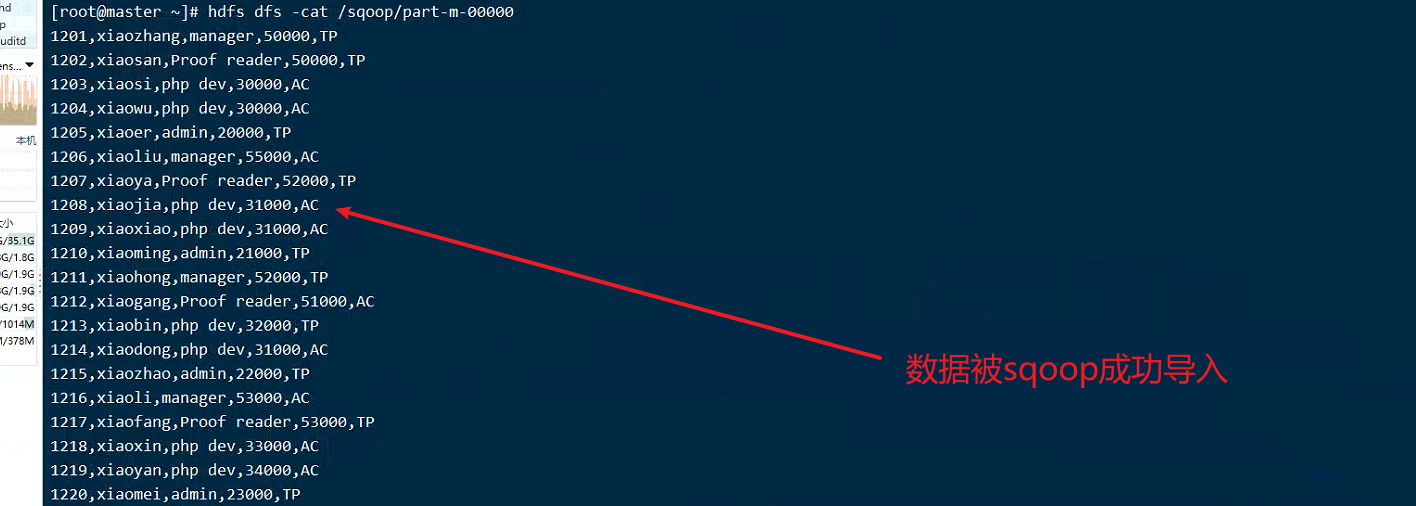 [root@master ~]# hdfs dfs -cat /sqoop/part-m-00000
1201,xiaozhang,manager,50000,TP
1202,xiaosan,Proof reader,50000,TP
1203,xiaosi,php dev,30000,AC
1204,xiaowu,php dev,30000,AC
1205,xiaoer,admin,20000,TP
1206,xiaoliu,manager,55000,AC
1207,xiaoya,Proof reader,52000,TP
1208,xiaojia,php dev,31000,AC
1209,xiaoxiao,php dev,31000,AC
1210,xiaoming,admin,21000,TP
1211,xiaohong,manager,52000,TP
1212,xiaogang,Proof reader,51000,AC
1213,xiaobin,php dev,32000,TP
1214,xiaodong,php dev,31000,AC
1215,xiaozhao,admin,22000,TP
1216,xiaoli,manager,53000,AC
1217,xiaofang,Proof reader,53000,TP
1218,xiaoxin,php dev,33000,AC
1219,xiaoyan,php dev,34000,AC
1220,xiaomei,admin,23000,TP
数据被sqoop成功导入
hd
p
uditd
ens...
本机
大小
/35.1G
/1.8G
/1.9G
/1.9G
/1.9G
/1014M
/378M